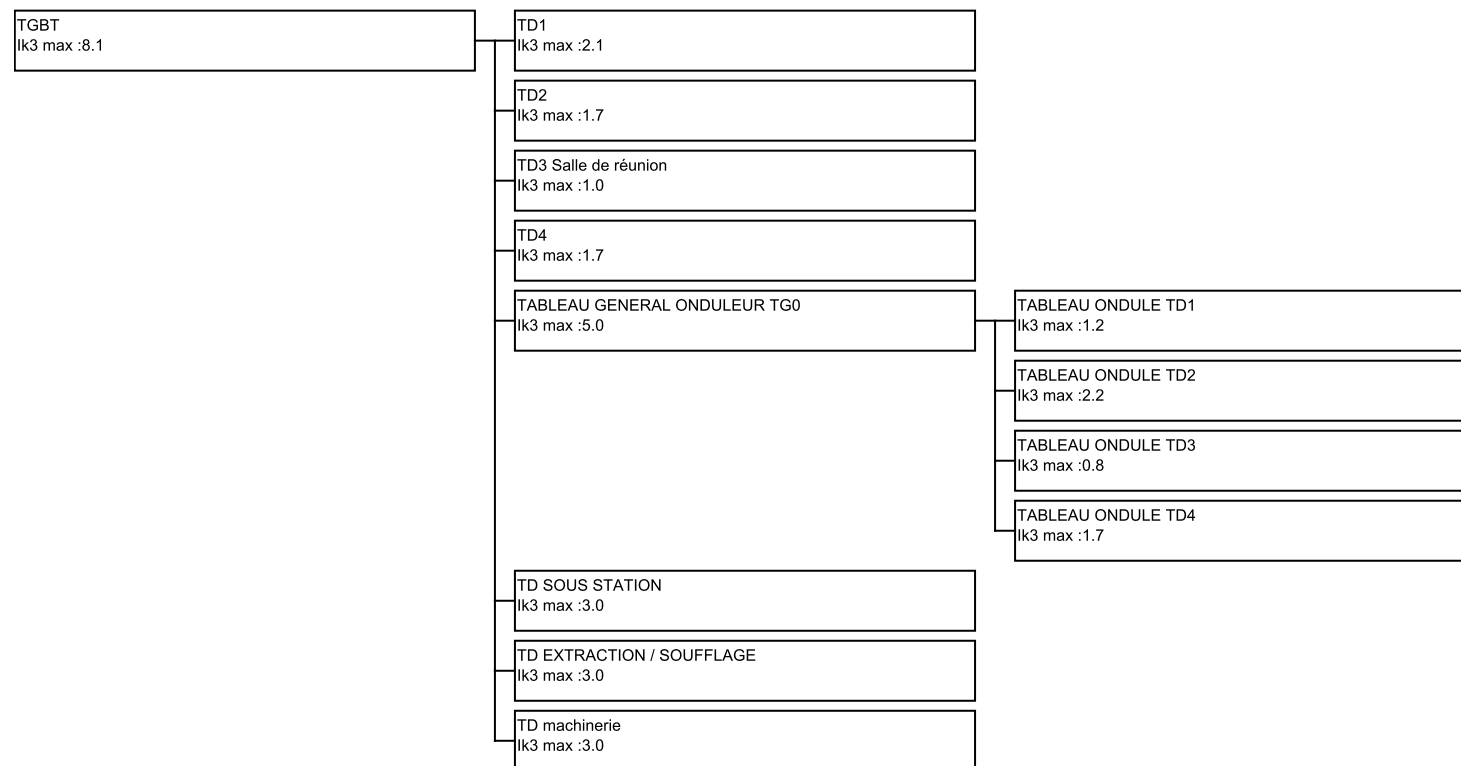 TGBT
Ik3 max :8.1
TD1
Ik3 max :2.1
TD2
Ik3 max :1.7
TD3 Salle de réunion
Ik3 max :1.0
TD4
Ik3 max :1.7
TABLEAU GENERAL ONDULEUR TG0
Ik3 max :5.0
TABLEAU ONDULE TD1
Ik3 max :1.2
TABLEAU ONDULE TD2
Ik3 max :2.2
TABLEAU ONDULE TD3
Ik3 max :0.8
TABLEAU ONDULE TD4
Ik3 max :1.7
TD SOUS STATION
Ik3 max :3.0
TD EXTRACTION / SOUFFLAGE
Ik3 max :3.0
TD machinerie
Ik3 max :3.0